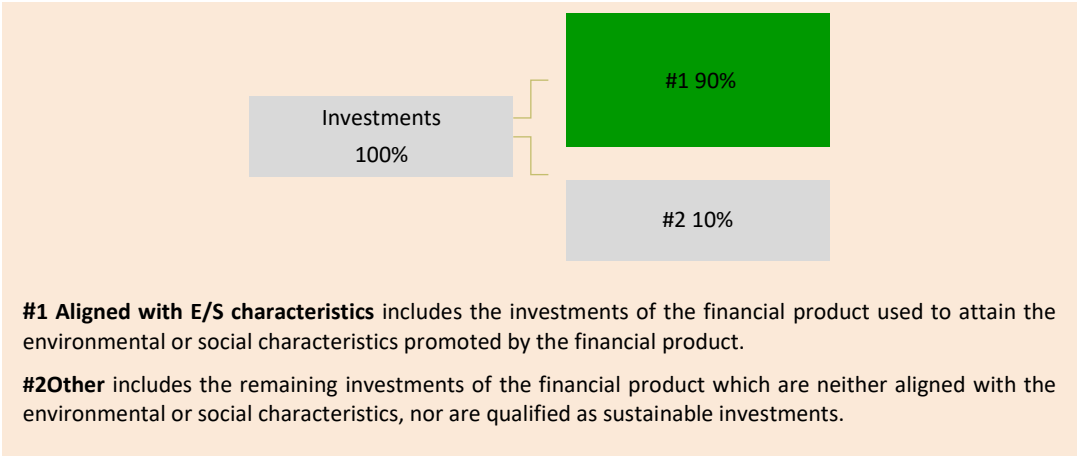 #1 90%
Investments
100%
#2 10%
#1 Aligned with E/S characteristics includes the investments of the financial product used to attain the
environmental or social characteristics promoted by the financial product.
#2Other includes the remaining investments of the financial product which are neither aligned with the
environmental or social characteristics, nor are qualified as sustainable investments.